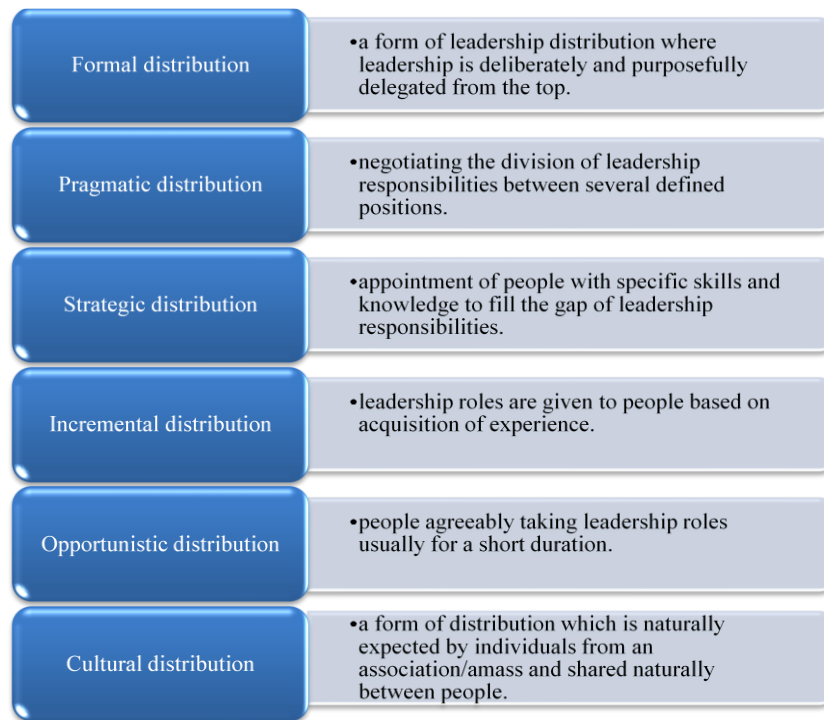 Formal distribution
•a form of leadership distribution where
leadership is deliberately and purposefully
delegated from the top.
Pragmatic distribution
•negotiating the division of leadership
responsibilities between several defined
positions.
Strategic distribution
•appointment of people with specific skills and
knowledge to fill the gap of leadership
responsibilities.
Incremental distribution
•leadership roles are given to people based on
acquisition of experience.
Opportunistic distribution
•people agreeably taking leadership roles
usually for a short duration.
Cultural distribution
•a form of distribution which is naturally
expected by individuals from an
association/amass and shared naturally
between people.